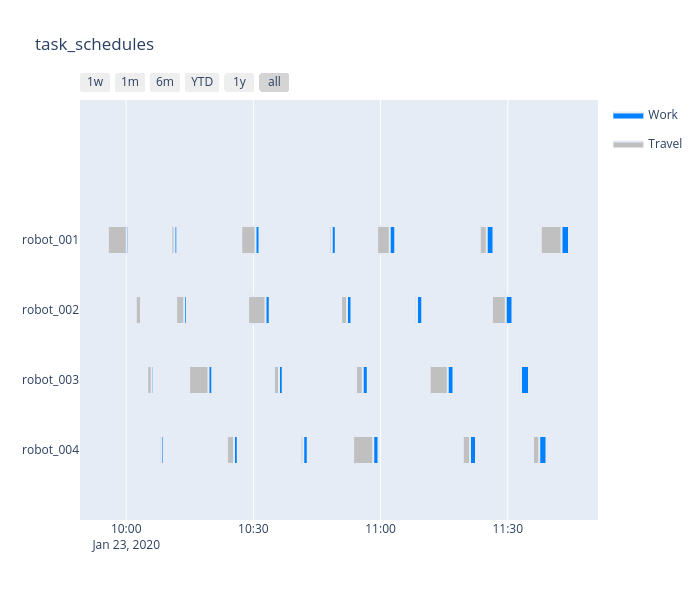 task_schedules
1w 1m 6m YTD 1y all
Work
Travel
robot_001
robot_002
robot_003
robot_004
10:00 10:30 11:00 11:30
Jan 23, 2020